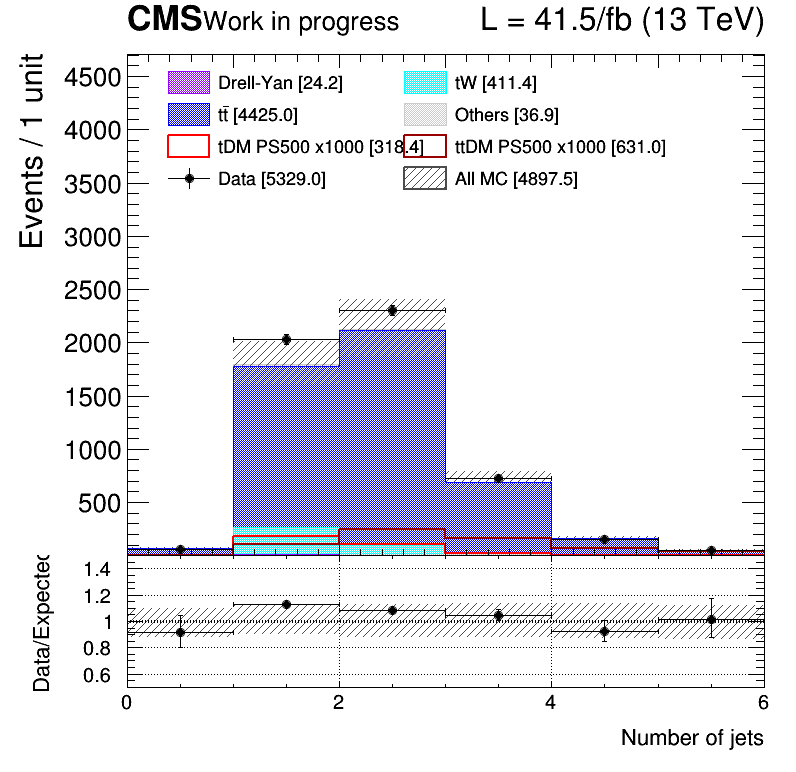 CMS Work in progress L = 41.5/fb (13 TeV)
Events / 1 unit
4500
4000
3500
3000
2500
2000
1500
1000
500
Drell-Yan [24.2] tW [411.4]
tt̄ [4425.0] Others [36.9]
tDM PS500 x1000 [318.4] ttDM PS500 x1000 [631.0]
Data [5329.0] All MC [4897.5]
Data/Expected
1.4
1.2
1
0.8
0.6
0 2 4 6
Number of jets